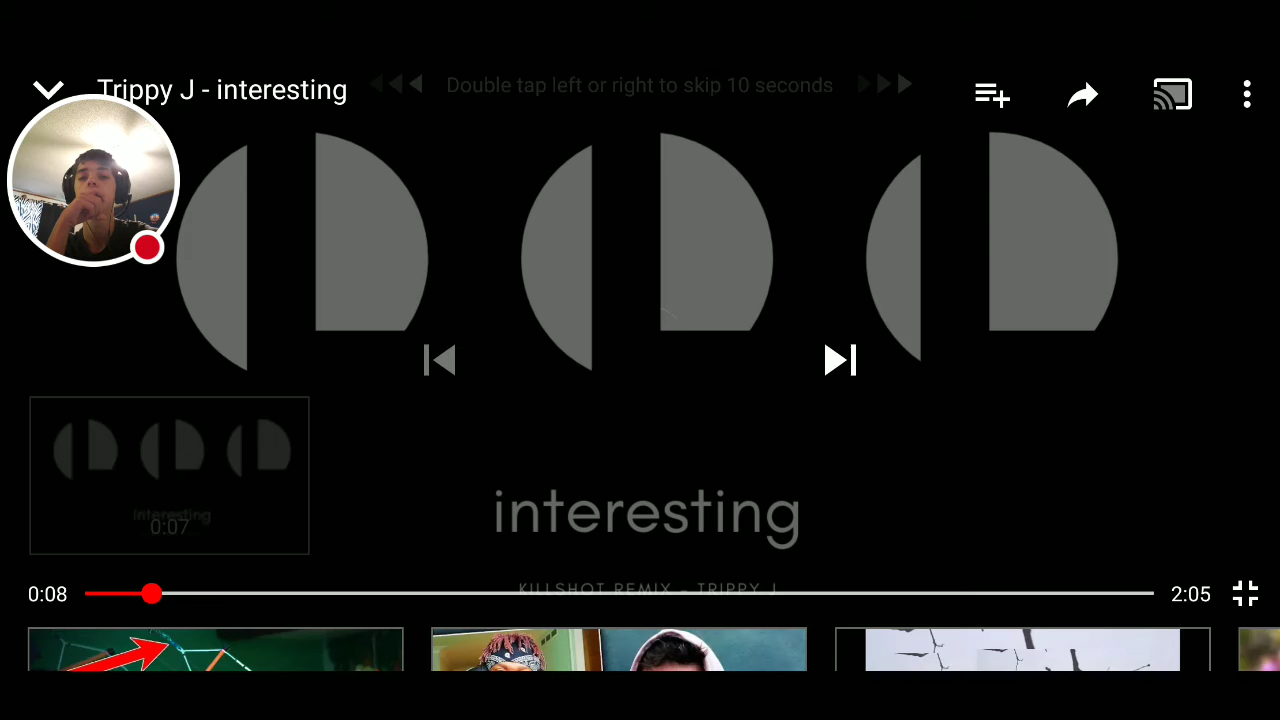 Trippy J - interesting
Double tap left or right to skip 10 seconds
interesting
0:07
interesting
KILLSHOT REMIX - TRIPPY J
0:08
2:05